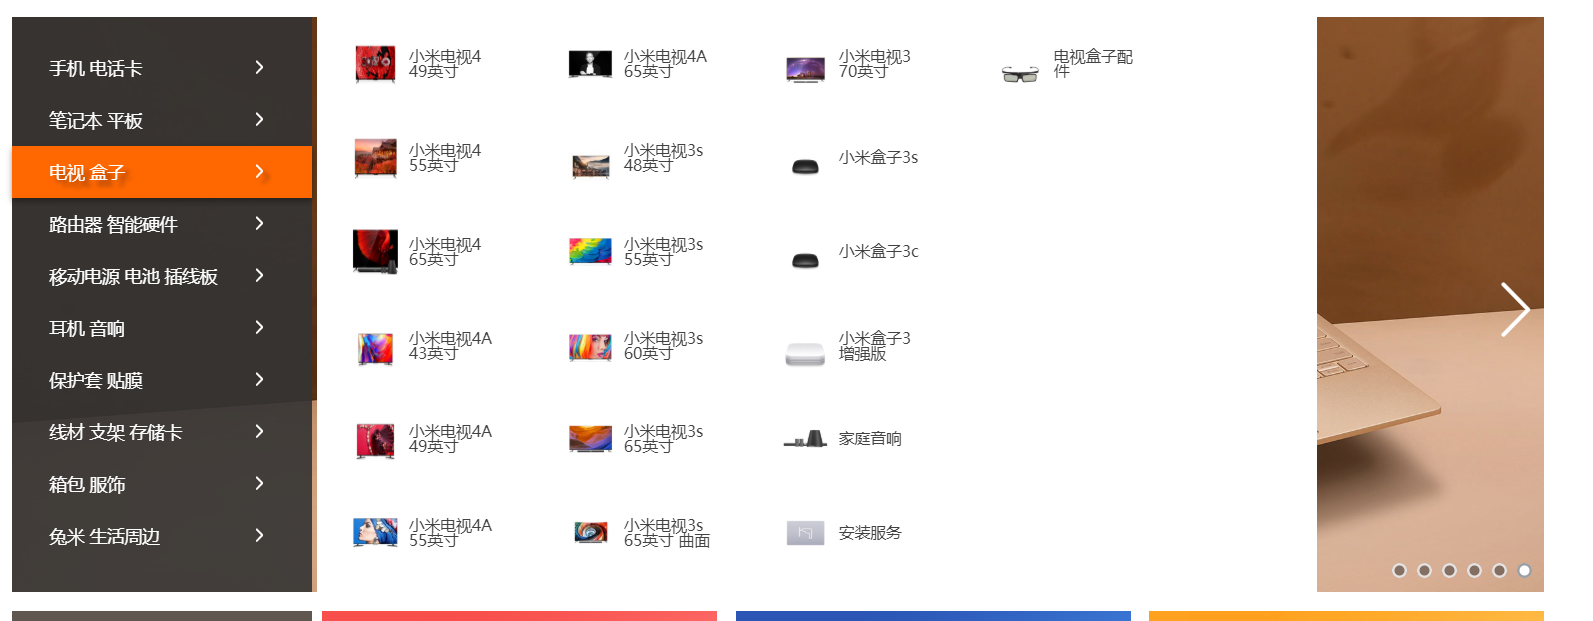 手机 电话卡
笔记本 平板
电视 盒子
路由器 智能硬件
移动电源 电池 插线板
耳机 音响
保护套 贴膜
线材 支架 存储卡
箱包 服饰
兔米 生活周边
小米电视4
49英寸
小米电视4
55英寸
小米电视4
65英寸
小米电视4A
43英寸
小米电视4A
49英寸
小米电视4A
55英寸
小米电视4A
65英寸
小米电视3s
48英寸
小米电视3s
55英寸
小米电视3s
60英寸
小米电视3s
65英寸
小米电视3s
65英寸 曲面
小米电视3
70英寸
小米盒子3s
小米盒子3c
小米盒子3
增强版
家庭音响
安装服务
电视盒子配
件